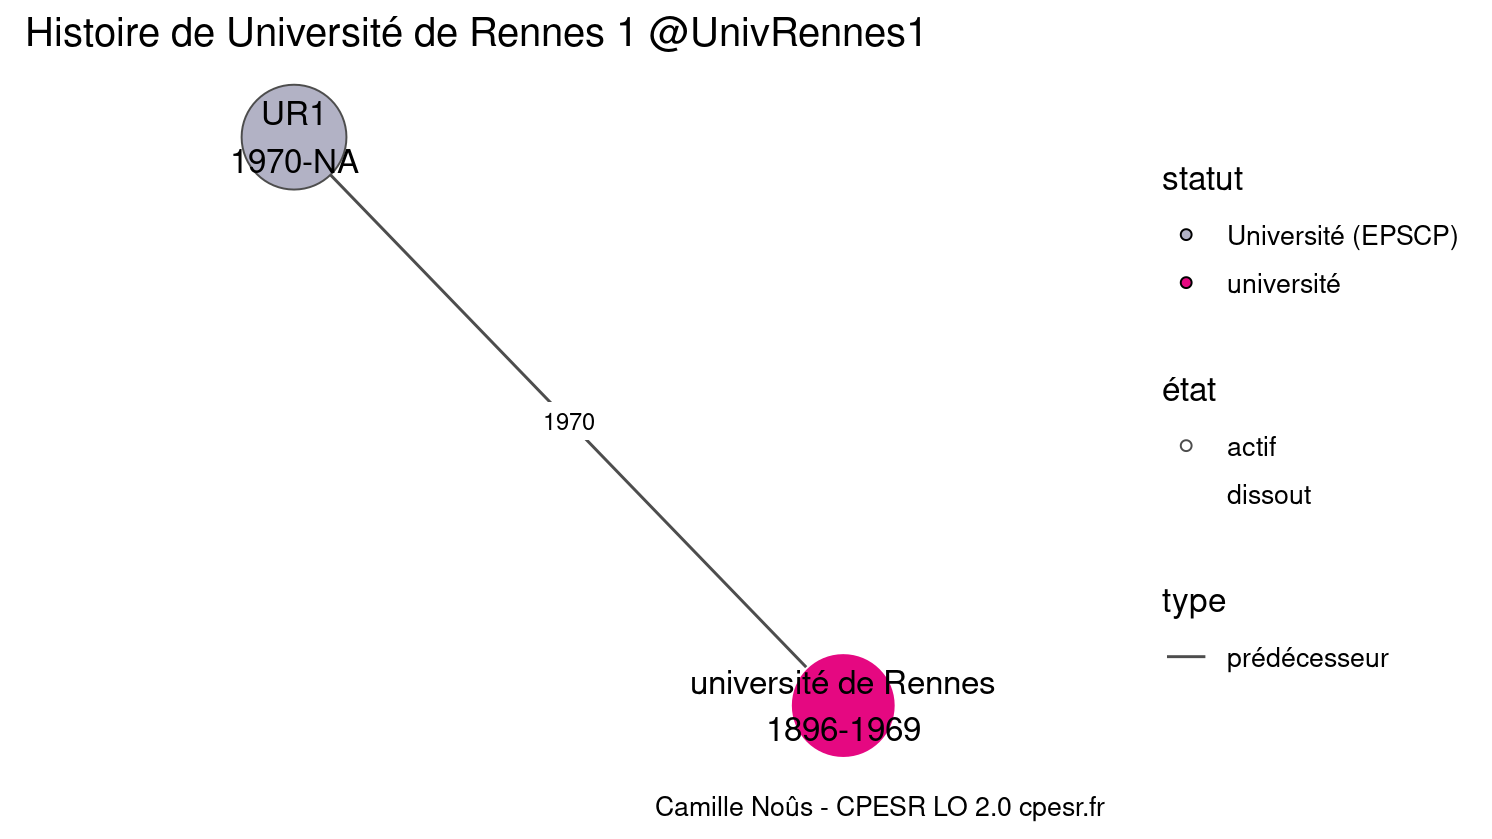 Histoire de Université de Rennes 1 @UnivRennes1
UR1
1970-NA
1970
université de Rennes
1896-1969
statut
Université (EPSCP)
université
état
actif
dissout
type
prédécesseur
Camille Noûs - CPESR LO 2.0 cpesr.fr